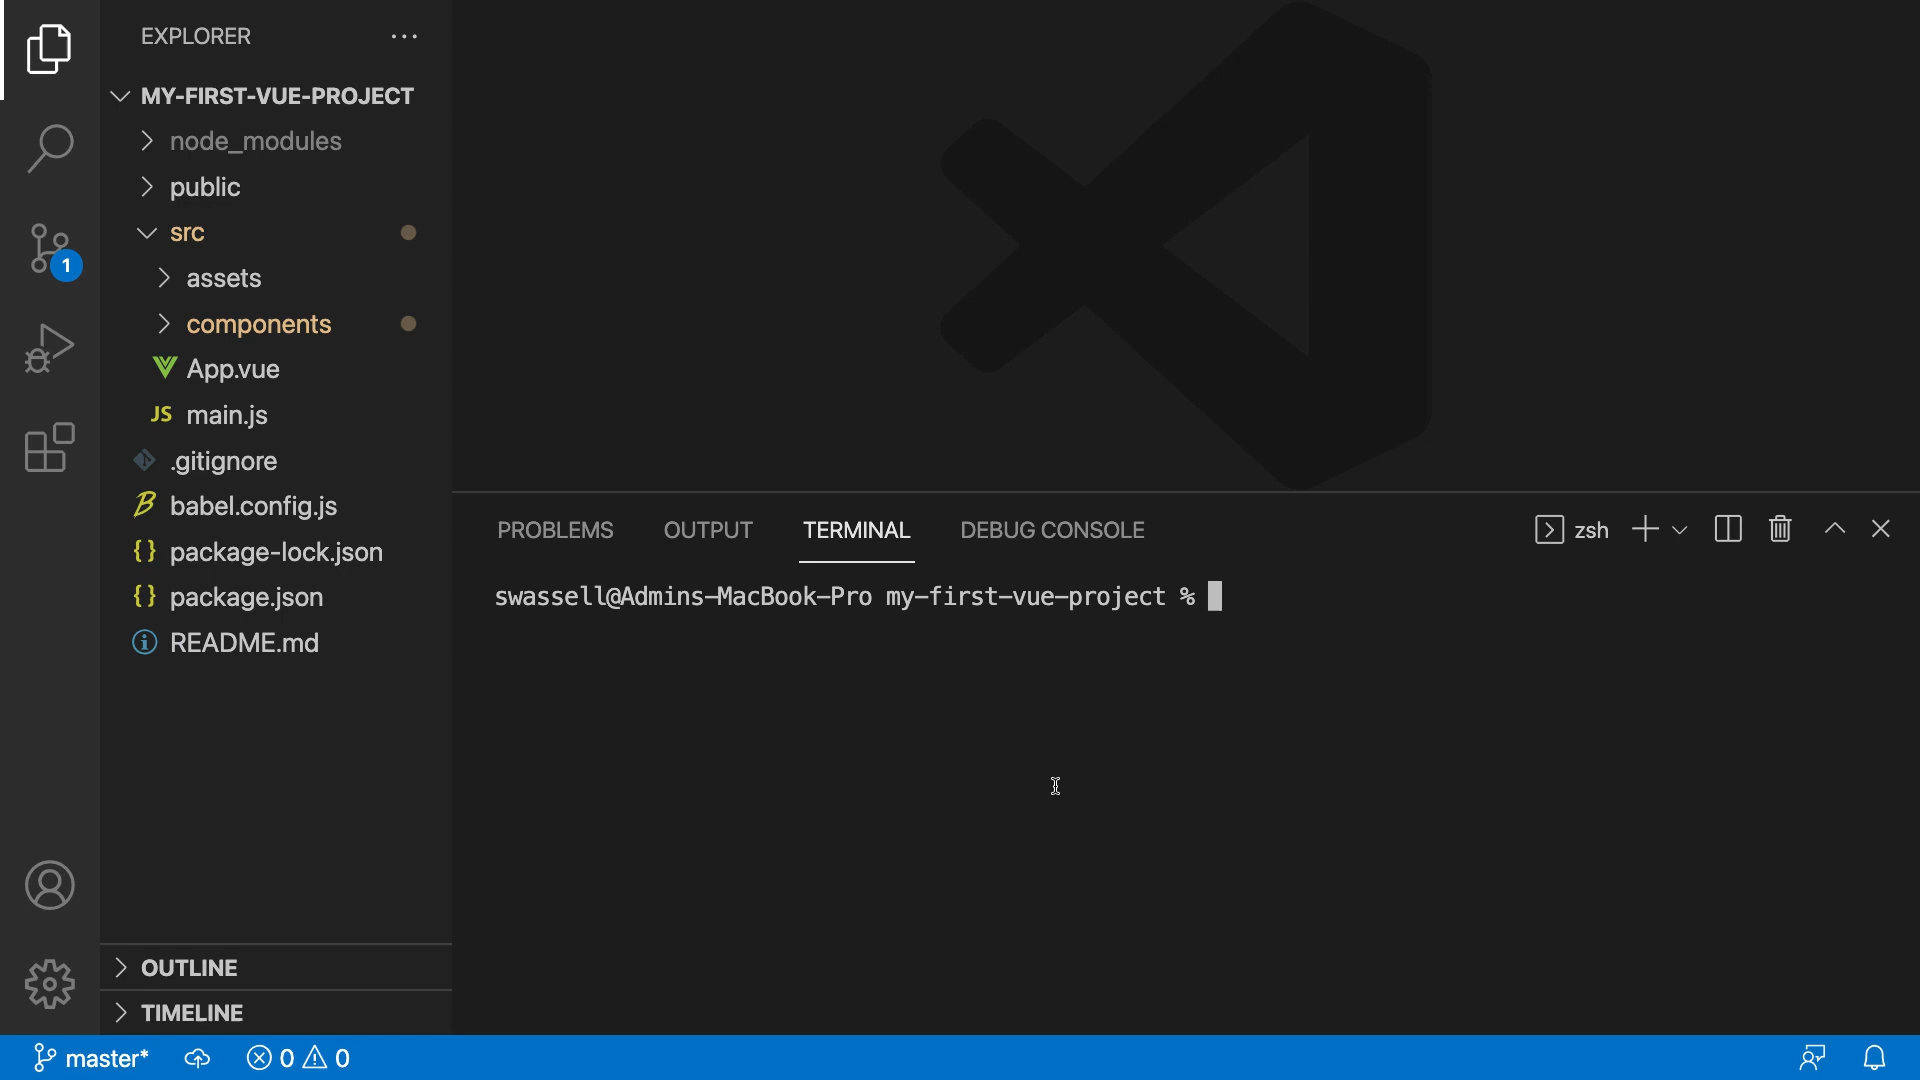 EXPLORER
MY-FIRST-VUE-PROJECT
node_modules
public
src
assets
components
App.vue
JS main.js
.gitignore
babel.config.js
{} package-lock.json
{} package.json
README.md
OUTLINE
TIMELINE
1
PROBLEMS OUTPUT TERMINAL DEBUG CONSOLE zsh
swassell@Admins-MacBook-Pro my-first-vue-project %
master* 0 0